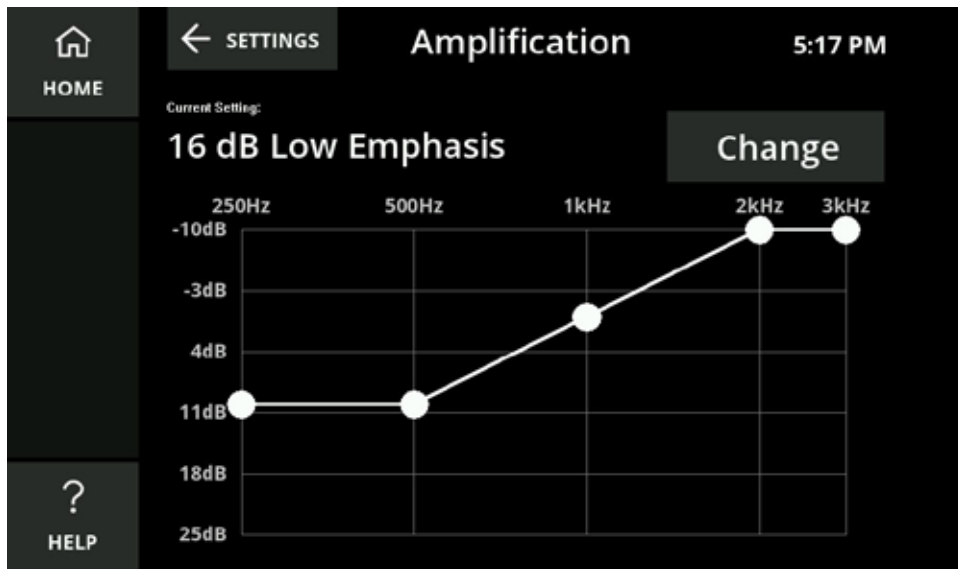 HOME
SETTINGS
Amplification
5:17 PM
Current Setting:
16 dB Low Emphasis
Change
250Hz 500Hz 1kHz 2kHz 3kHz
-10dB
-3dB
4dB
11dB
18dB
25dB
?
HELP